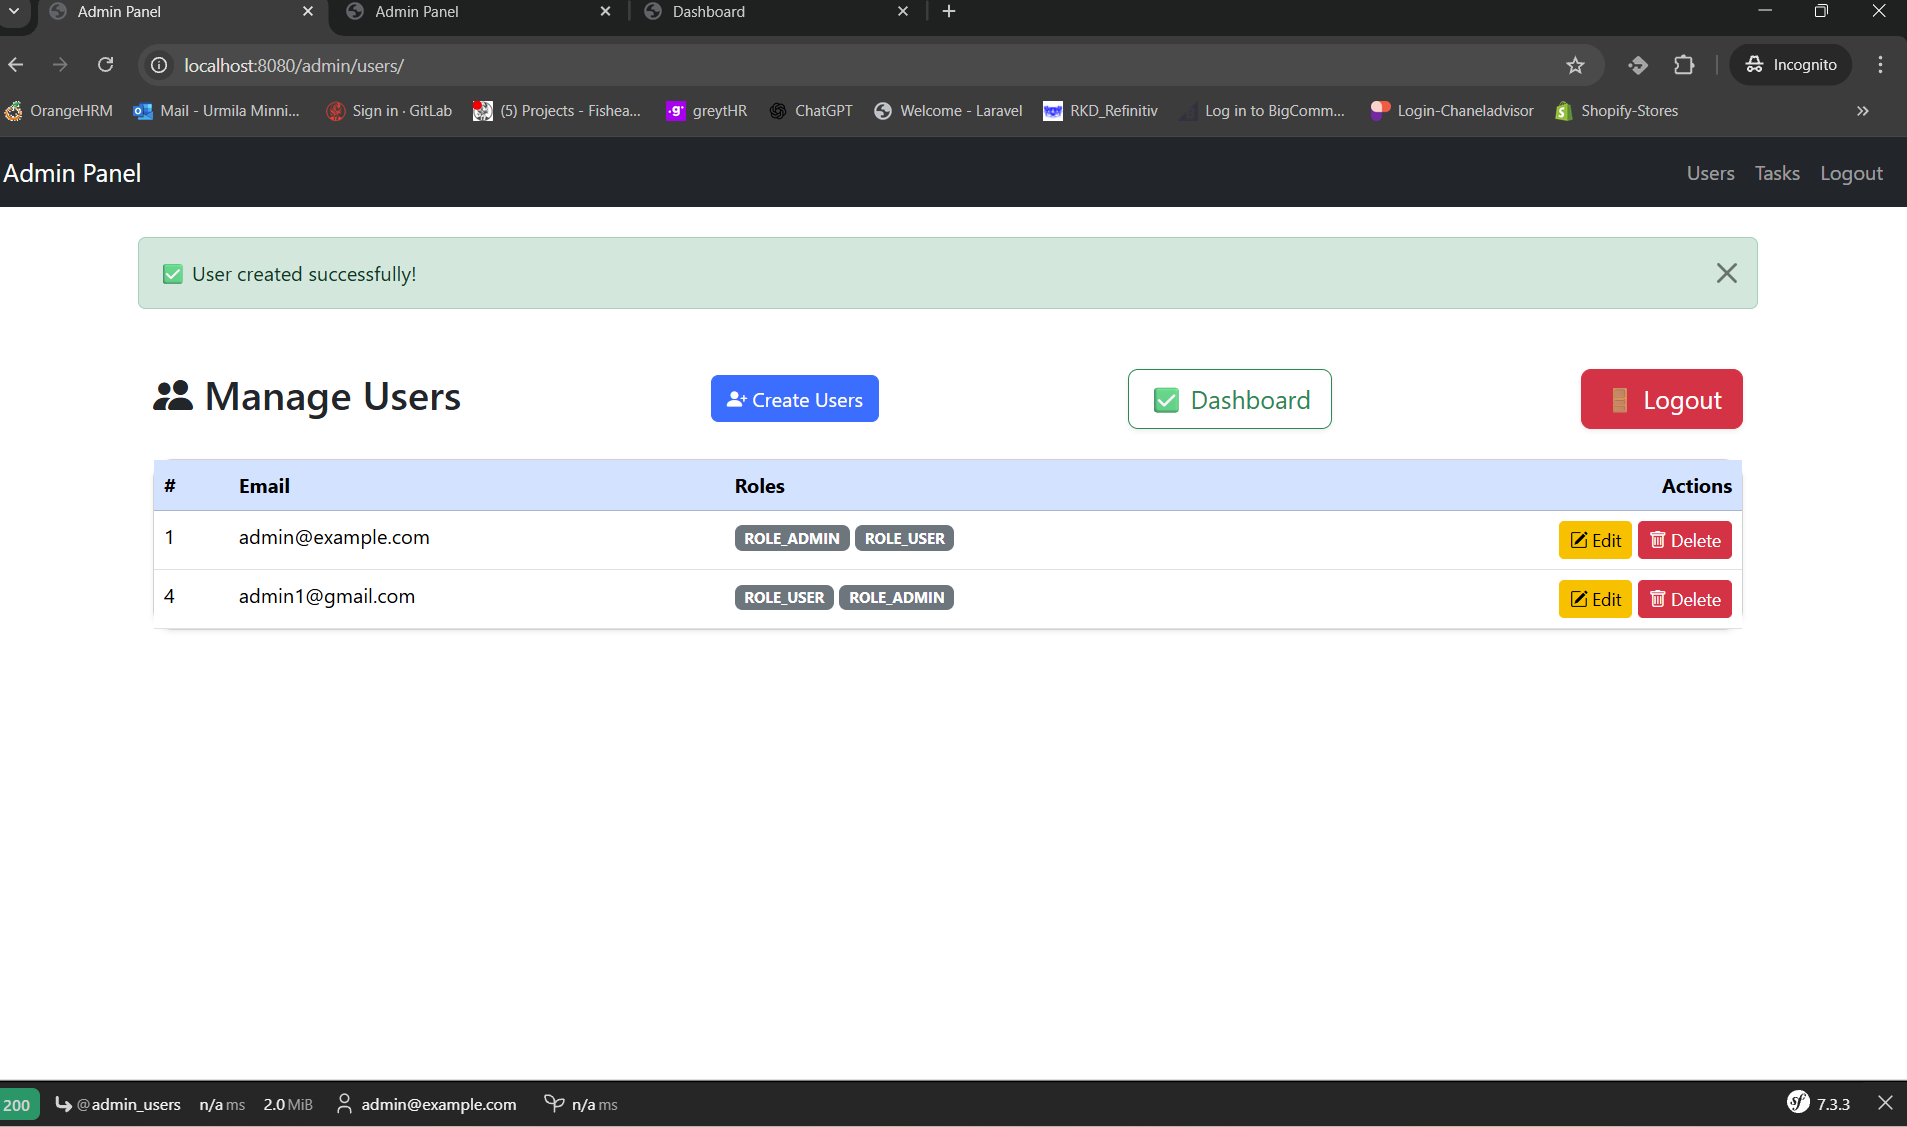 Admin Panel Admin Panel Dashboard
localhost:8080/admin/users/ Incognito
OrangeHRM Mail - Urmila Minni... Sign in · GitLab (5) Projects - Fishea... greytHR ChatGPT Welcome - Laravel RKD_Refinitiv Log in to BigComm... Login-Chaneladvisor Shopify-Stores
Admin Panel Users Tasks Logout
User created successfully!
Manage Users Create Users Dashboard Logout
# Email Roles Actions
1 admin@example.com ROLE_ADMIN ROLE_USER Edit Delete
4 admin1@gmail.com ROLE_USER ROLE_ADMIN Edit Delete
200 @admin_users n/a ms 2.0 MiB admin@example.com n/a ms sf 7.3.3